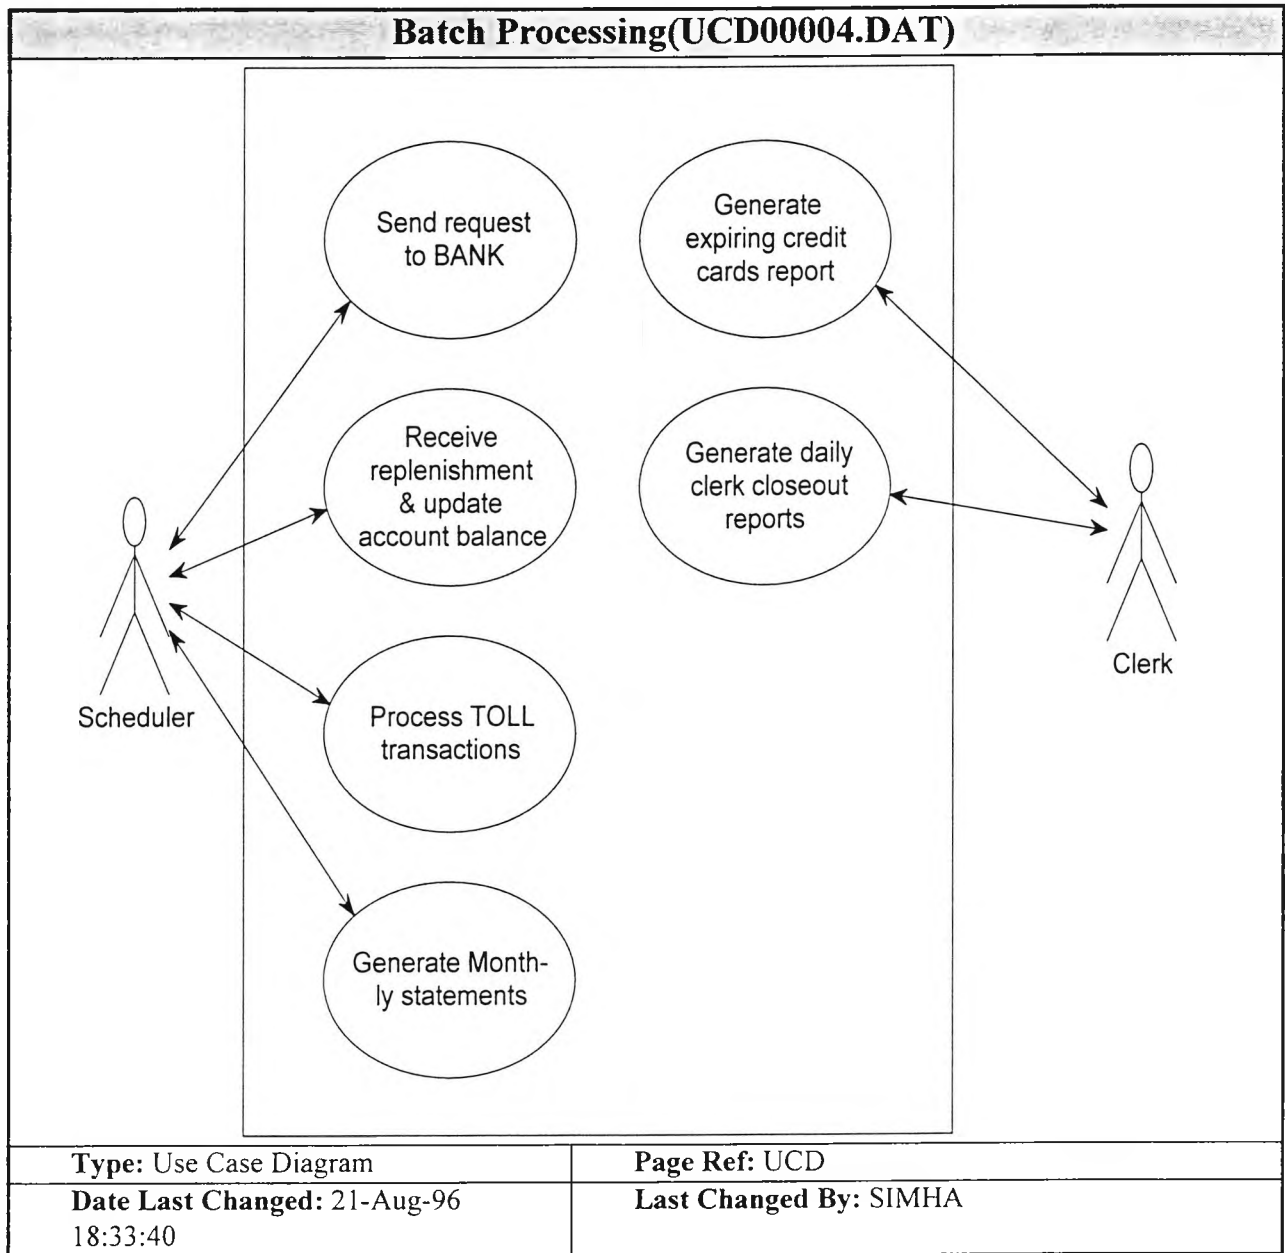 Batch Processing(UCD00004.DAT)
Send request
to BANK
Generate
expiring credit
cards report
Receive
replenishment
& update
account balance
Generate daily
clerk closeout
reports
Scheduler
Clerk
Process TOLL
transactions
Generate Month-
ly statements
Type: Use Case Diagram
Page Ref: UCD
Date Last Changed: 21-Aug-96
18:33:40
Last Changed By: SIMHA